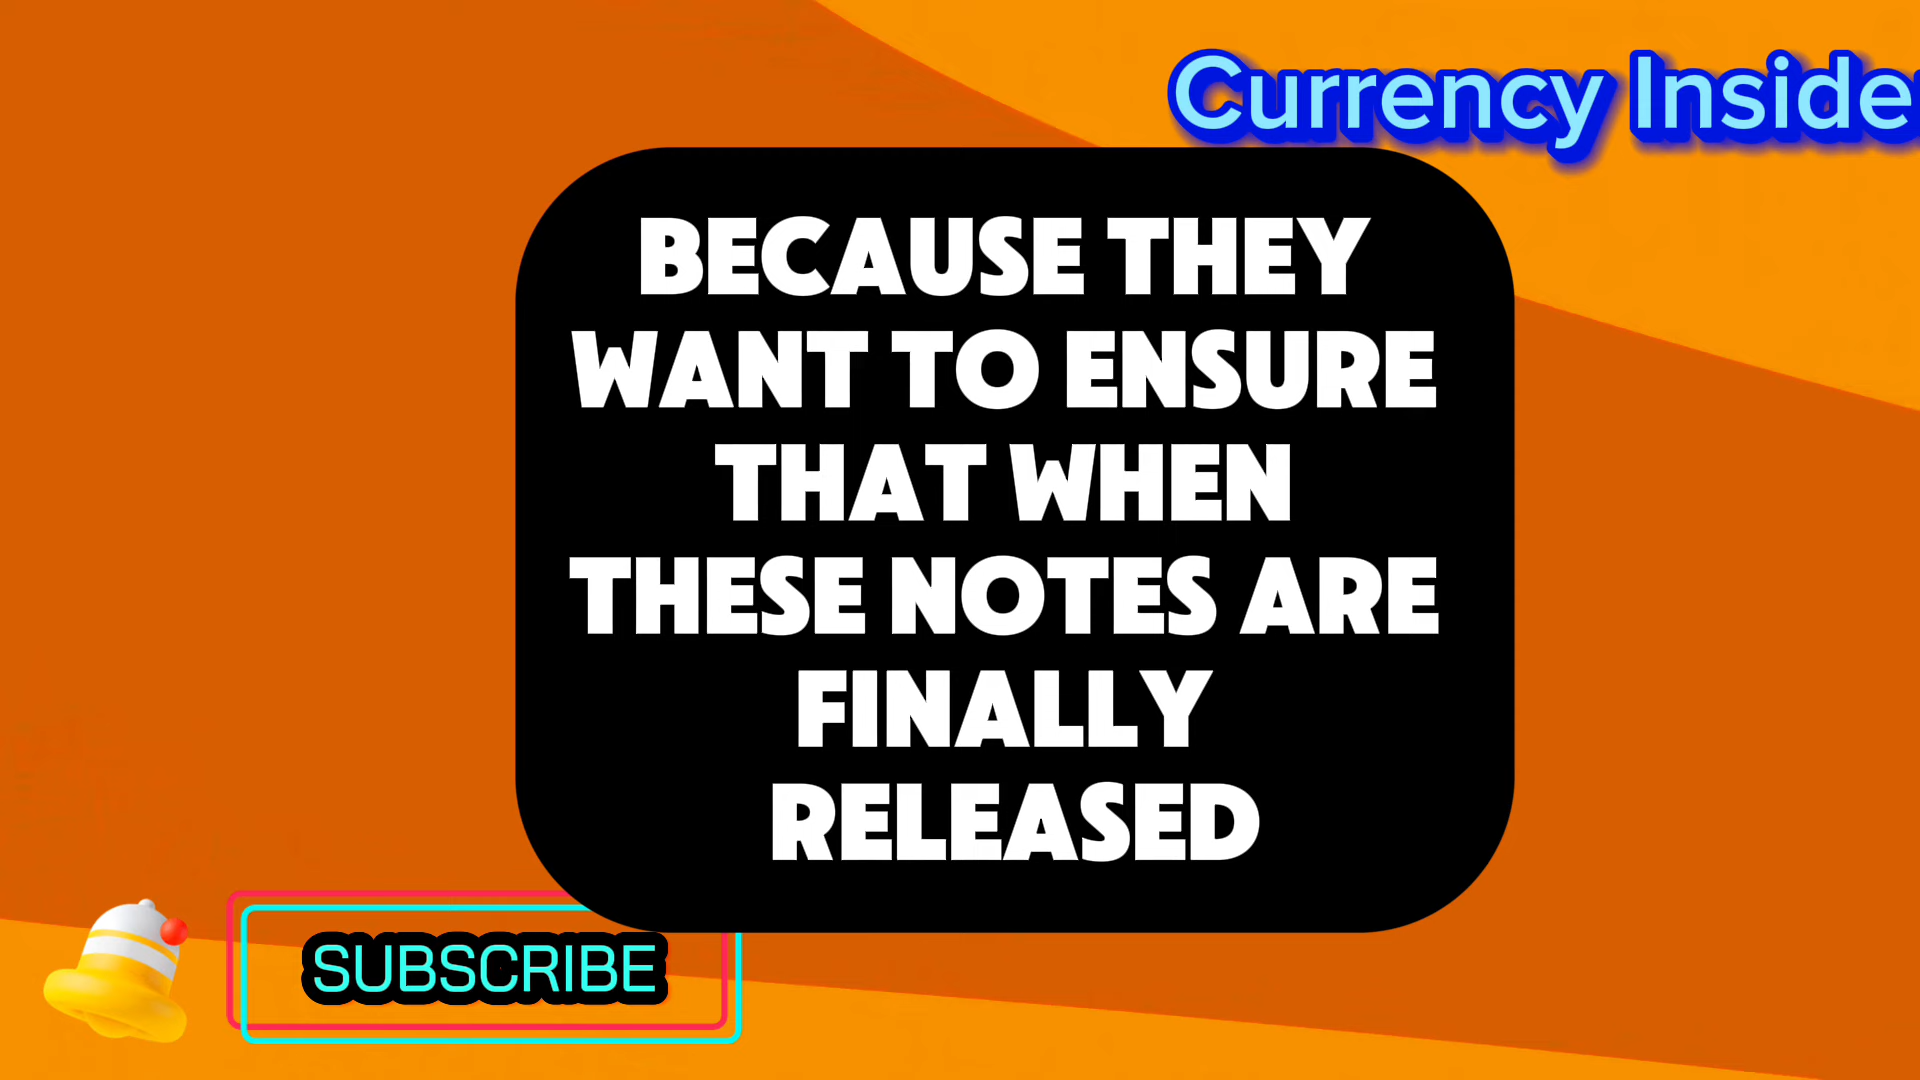 Currency Inside
BECAUSE THEY
WANT TO ENSURE
THAT WHEN
THESE NOTES ARE
FINALLY
RELEASED
SUBSCRIBE